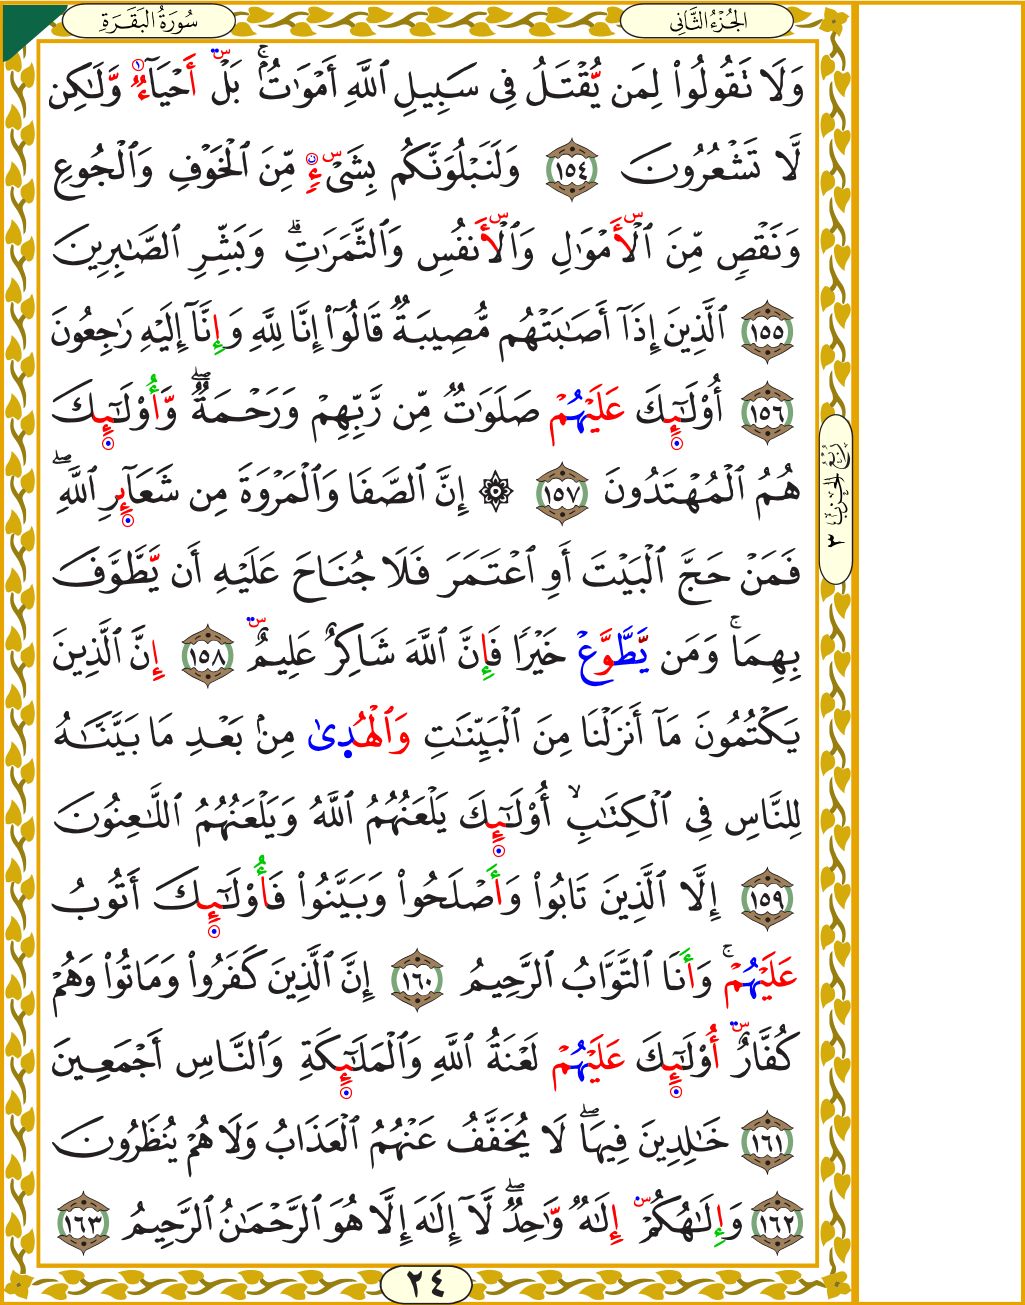 سُورَةُ البَقَرَةِ
الجُزْءُ الثَّانِي
وَلَا تَقُولُوا۟ لِمَن يُّقْتَلُ فِى سَبِيلِ ٱللَّهِ أَمْوَٰتٌۢ ۚ بَلْ أَحْيَآءٌ وَّلَٰكِن
لَّا تَشْعُرُونَ ١٥٤ وَلَنَبْلُوَنَّكُم بِشَىْءٍ مِّنَ ٱلْخَوْفِ وَٱلْجُوعِ
وَنَقْصٍ مِّنَ ٱلْأَمْوَٰلِ وَٱلْأَنفُسِ وَٱلثَّمَرَٰتِ ۗ وَبَشِّرِ ٱلصَّٰبِرِينَ
١٥٥ ٱلَّذِينَ إِذَآ أَصَٰبَتْهُم مُّصِيبَةٌ قَالُوٓا۟ إِنَّا لِلَّهِ وَإِنَّآ إِلَيْهِ رَٰجِعُونَ
١٥٦ أُو۟لَٰٓئِكَ عَلَيْهُمْ صَلَوَٰتٌ مِّن رَّبِّهِمْ وَرَحْمَةٌ ۖ وَّأُو۟لَٰٓئِكَ
هُمُ ٱلْمُهْتَدُونَ ١٥٧ ۞ إِنَّ ٱلصَّفَا وَٱلْمَرْوَةَ مِن شَعَآئِرِ ٱللَّهِ ۖ
فَمَنْ حَجَّ ٱلْبَيْتَ أَوِ ٱعْتَمَرَ فَلَا جُنَاحَ عَلَيْهِ أَن يَّطَّوَّفَ
بِهِمَا ۚ وَمَن يَّطَّوَّعْ خَيْرًا فَإِنَّ ٱللَّهَ شَاكِرٌ عَلِيمٌ ١٥٨ إِنَّ ٱلَّذِينَ
يَكْتُمُونَ مَآ أَنزَلْنَا مِنَ ٱلْبَيِّنَٰتِ وَٱلْهُدَىٰ مِنۢ بَعْدِ مَا بَيَّنَّٰهُ
لِلنَّاسِ فِى ٱلْكِتَٰبِ ۙ أُو۟لَٰٓئِكَ يَلْعَنُهُمُ ٱللَّهُ وَيَلْعَنُهُمُ ٱللَّٰعِنُونَ
١٥٩ إِلَّا ٱلَّذِينَ تَابُوا۟ وَأَصْلَحُوا۟ وَبَيَّنُوا۟ فَأُو۟لَٰٓئِكَ أَتُوبُ
عَلَيْهُمْ ۚ وَأَنَا ٱلتَّوَّابُ ٱلرَّحِيمُ ١٦٠ إِنَّ ٱلَّذِينَ كَفَرُوا۟ وَمَاتُوا۟ وَهُمْ
كُفَّارٌ أُو۟لَٰٓئِكَ عَلَيْهُمْ لَعْنَةُ ٱللَّهِ وَٱلْمَلَٰٓئِكَةِ وَٱلنَّاسِ أَجْمَعِينَ
١٦١ خَٰلِدِينَ فِيهَا ۖ لَا يُخَفَّفُ عَنْهُمُ ٱلْعَذَابُ وَلَا هُمْ يُنظَرُونَ
١٦٢ وَإِلَٰهُكُمْ إِلَٰهٌ وَّٰحِدٌ ۖ لَّآ إِلَٰهَ إِلَّا هُوَ ٱلرَّحْمَٰنُ ٱلرَّحِيمُ ١٦٣
رُبْعُ الْحِزْبِ ٣
٢٤